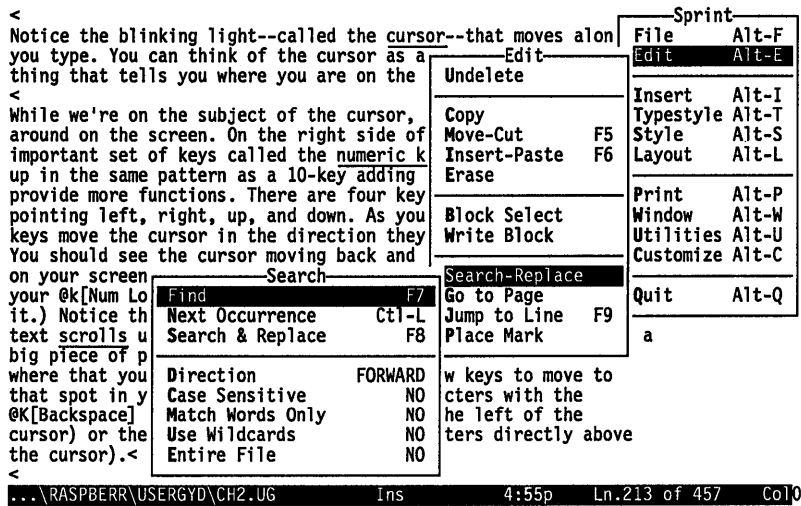 <
Notice the blinking light--called the cursor--that moves alon
you type. You can think of the cursor as a
thing that tells you where you are on the
<
While we're on the subject of the cursor,
around on the screen. On the right side of
important set of keys called the numeric k
up in the same pattern as a 10-key adding
provide more functions. There are four key
pointing left, right, up, and down. As you
keys move the cursor in the direction they
You should see the cursor moving back and
on your screen
your @k[Num Lo
it.) Notice th
text scrolls u
big piece of p
where that you
that spot in y
@K[Backspace]
cursor) or the
the cursor).<
<
a
w keys to move to
cters with the
he left of the
ters directly above
Sprint
File Alt-F
Edit Alt-E
Insert Alt-I
Typestyle Alt-T
Style Alt-S
Layout Alt-L
Print Alt-P
Window Alt-W
Utilities Alt-U
Customize Alt-C
Quit Alt-Q
Edit
Undelete
Copy
Move-Cut F5
Insert-Paste F6
Erase
Block Select
Write Block
Search-Replace
Go to Page
Jump to Line F9
Place Mark
Search
Find F7
Next Occurrence Ctl-L
Search & Replace F8
Direction FORWARD
Case Sensitive NO
Match Words Only NO
Use Wildcards NO
Entire File NO
...\RASPBERR\USERGYD\CH2.UG Ins 4:55p Ln.213 of 457 Col0